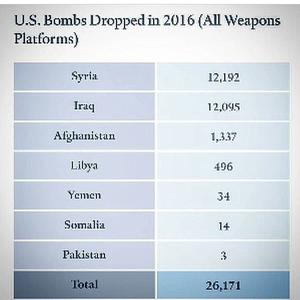 U.S. Bombs Dropped in 2016 (All Weapons
Platforms)
Syria 12,192
Iraq 12,095
Afghanistan 1,337
Libya 496
Yemen 34
Somalia 14
Pakistan 3
Total 26,171